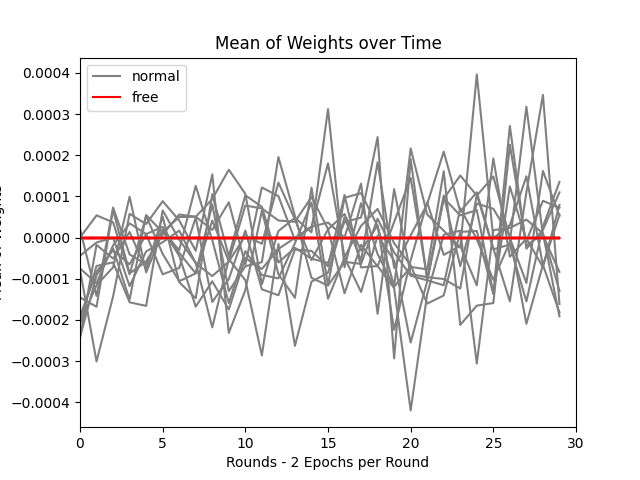 Mean of Weights over Time
normal
free
0.0004
0.0003
0.0002
0.0001
0.0000
−0.0001
−0.0002
−0.0003
−0.0004
0 5 10 15 20 25 30
Rounds - 2 Epochs per Round